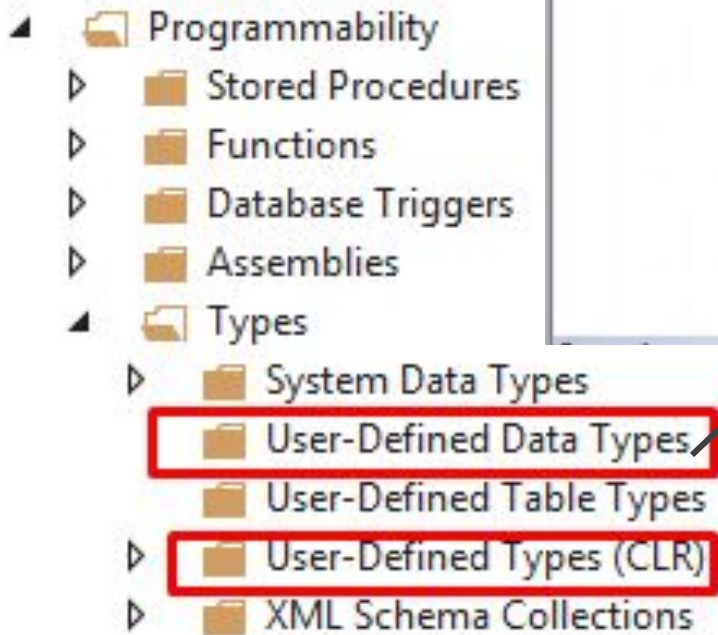 Programmability
Stored Procedures
Functions
Database Triggers
Assemblies
Types
System Data Types
User-Defined Data Types
User-Defined Table Types
User-Defined Types (CLR)
XML Schema Collections